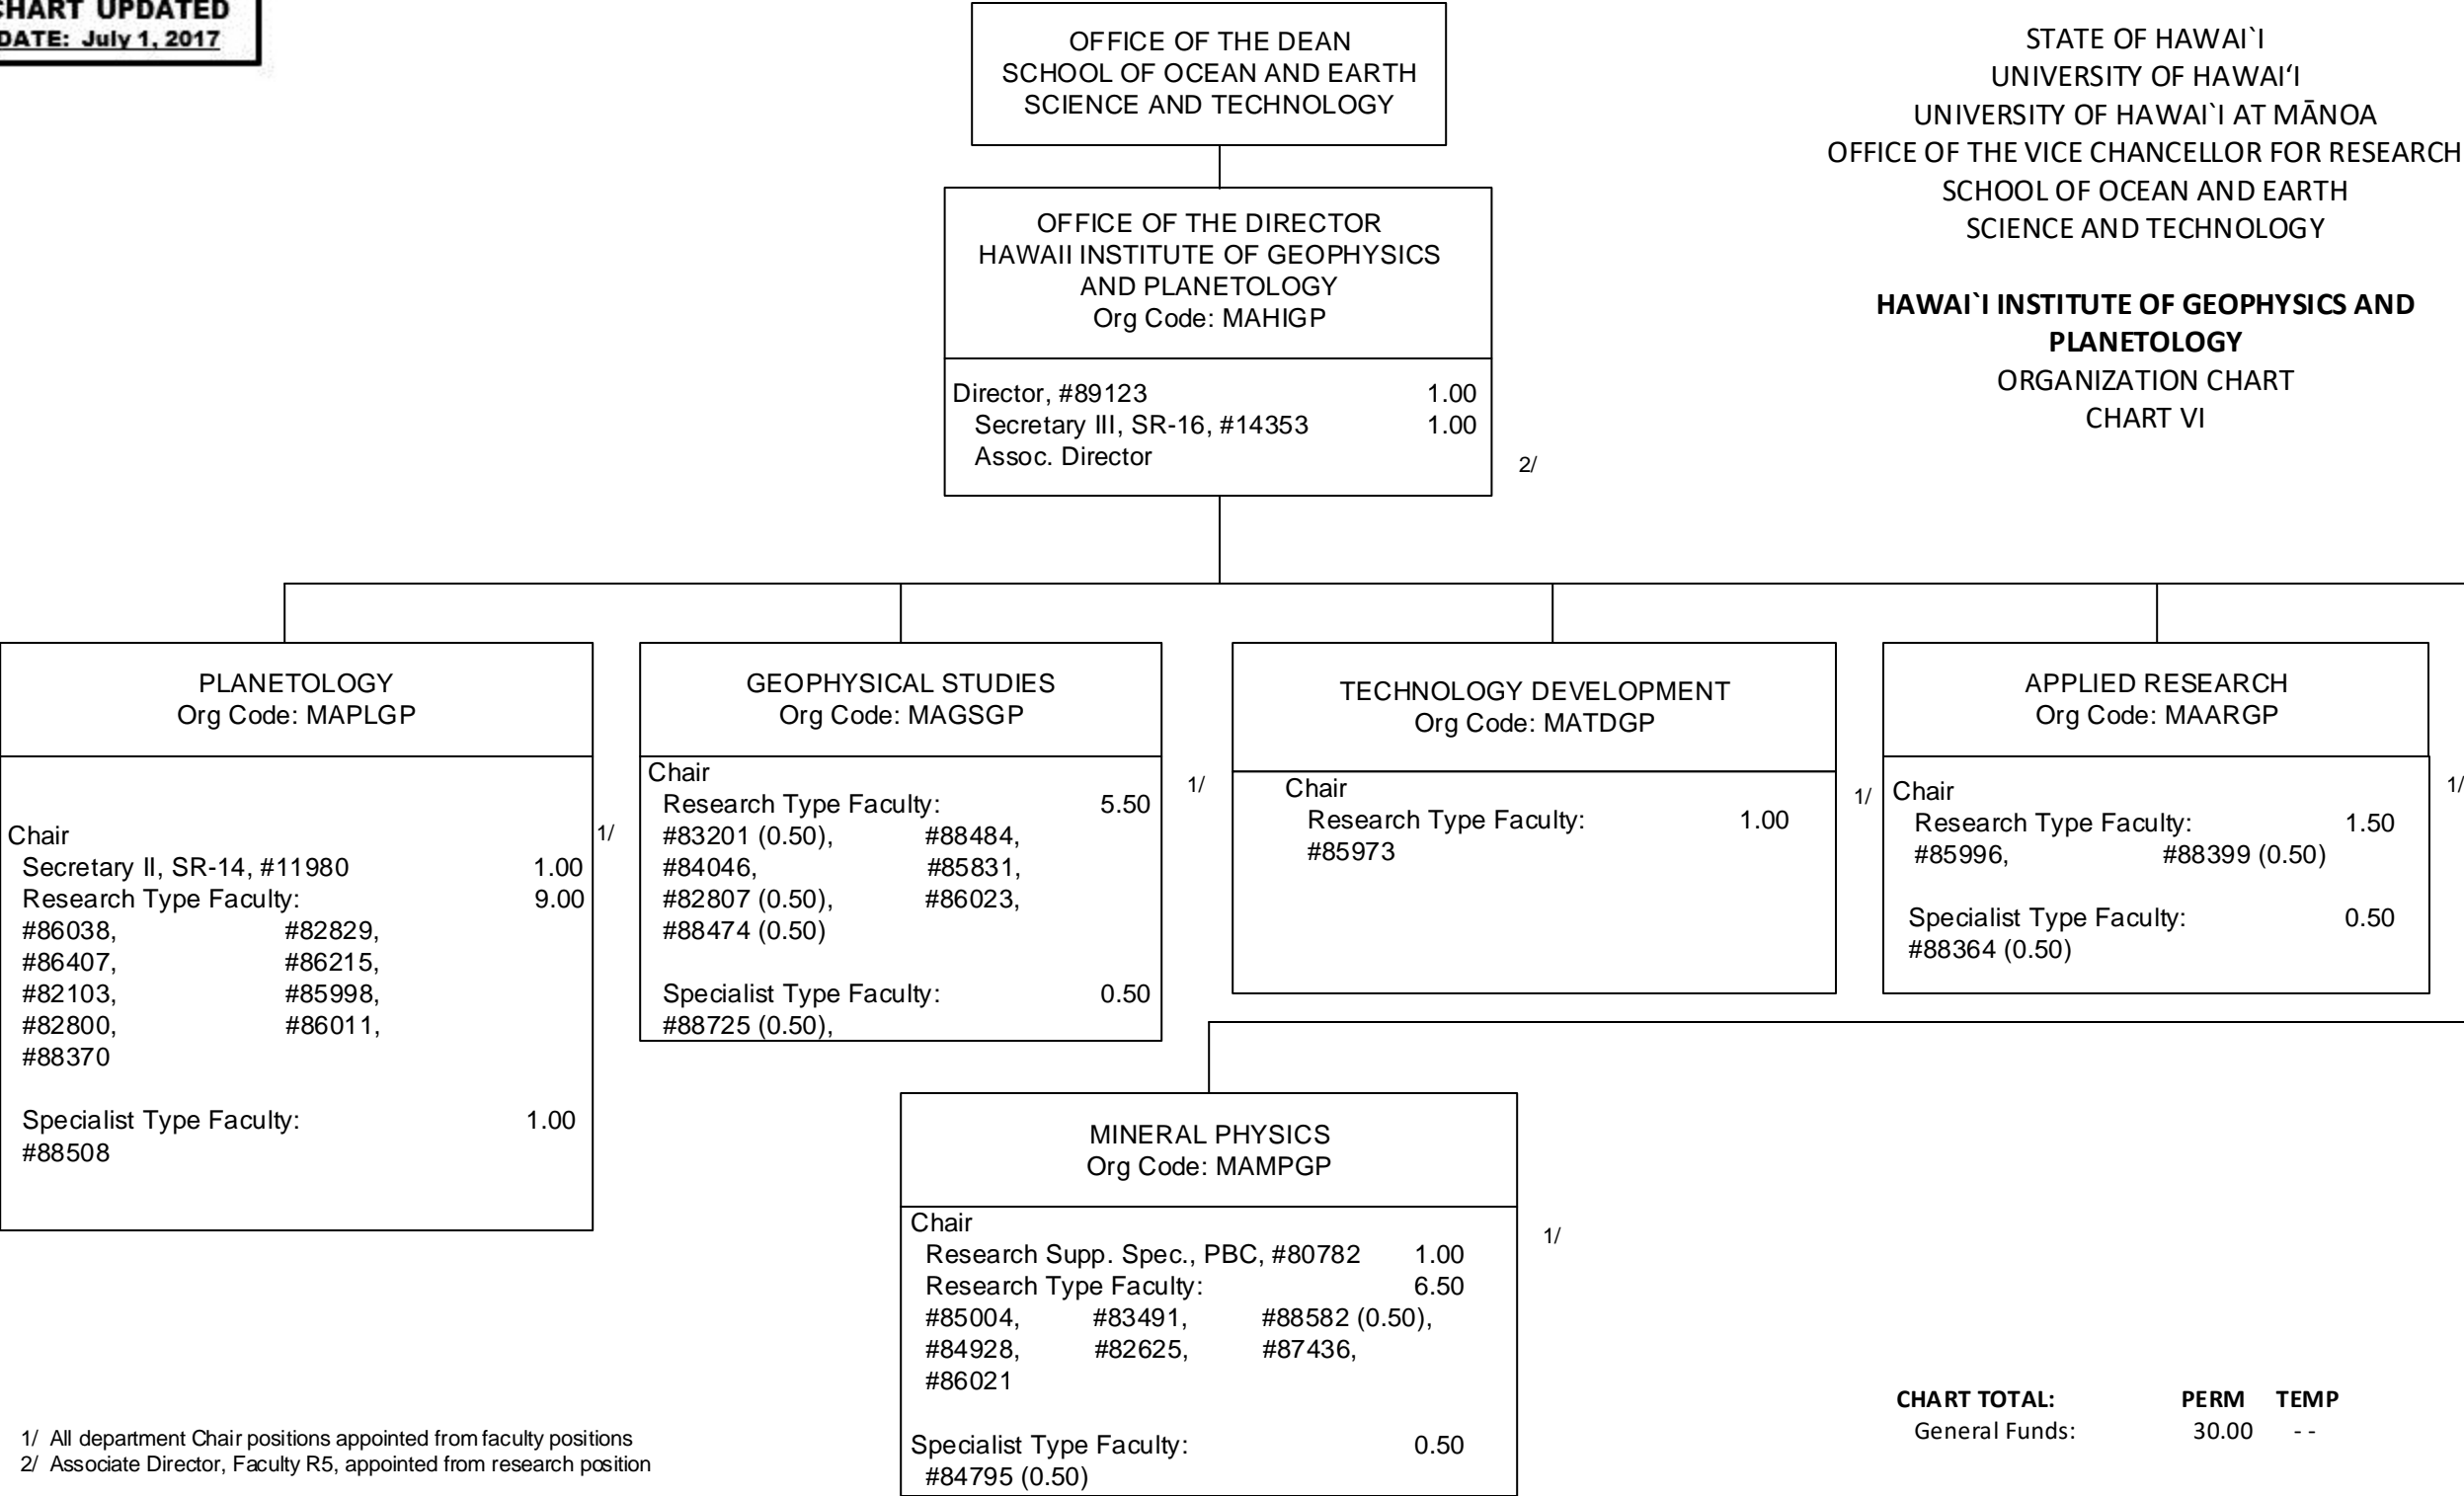 CHART UPDATED
DATE: July 1, 2017
OFFICE OF THE DEAN
SCHOOL OF OCEAN AND EARTH
SCIENCE AND TECHNOLOGY
STATE OF HAWAI`I
UNIVERSITY OF HAWAI‘I
UNIVERSITY OF HAWAI`I AT MĀNOA
OFFICE OF THE VICE CHANCELLOR FOR RESEARCH
SCHOOL OF OCEAN AND EARTH
SCIENCE AND TECHNOLOGY
HAWAI`I INSTITUTE OF GEOPHYSICS AND
PLANETOLOGY
ORGANIZATION CHART
CHART VI
OFFICE OF THE DIRECTOR
HAWAII INSTITUTE OF GEOPHYSICS
AND PLANETOLOGY
Org Code: MAHIGP
Director, #89123 1.00
Secretary III, SR-16, #14353 1.00
Assoc. Director 2/
PLANETOLOGY
Org Code: MAPLGP
Chair 1/
Secretary II, SR-14, #11980 1.00
Research Type Faculty: 9.00
#86038, #82829,
#86407, #86215,
#82103, #85998,
#82800, #86011,
#88370
Specialist Type Faculty: 1.00
#88508
GEOPHYSICAL STUDIES
Org Code: MAGSGP
Chair 1/
Research Type Faculty: 5.50
#83201 (0.50), #88484,
#84046, #85831,
#82807 (0.50), #86023,
#88474 (0.50)
Specialist Type Faculty: 0.50
#88725 (0.50),
TECHNOLOGY DEVELOPMENT
Org Code: MATDGP
Chair 1/
Research Type Faculty: 1.00
#85973
APPLIED RESEARCH
Org Code: MAARGP
Chair 1/
Research Type Faculty: 1.50
#85996, #88399 (0.50)
Specialist Type Faculty: 0.50
#88364 (0.50)
MINERAL PHYSICS
Org Code: MAMPGP
Chair 1/
Research Supp. Spec., PBC, #80782 1.00
Research Type Faculty: 6.50
#85004, #83491, #88582 (0.50),
#84928, #82625, #87436,
#86021
Specialist Type Faculty: 0.50
#84795 (0.50)
1/ All department Chair positions appointed from faculty positions
2/ Associate Director, Faculty R5, appointed from research position
CHART TOTAL: PERM TEMP
General Funds: 30.00 - -